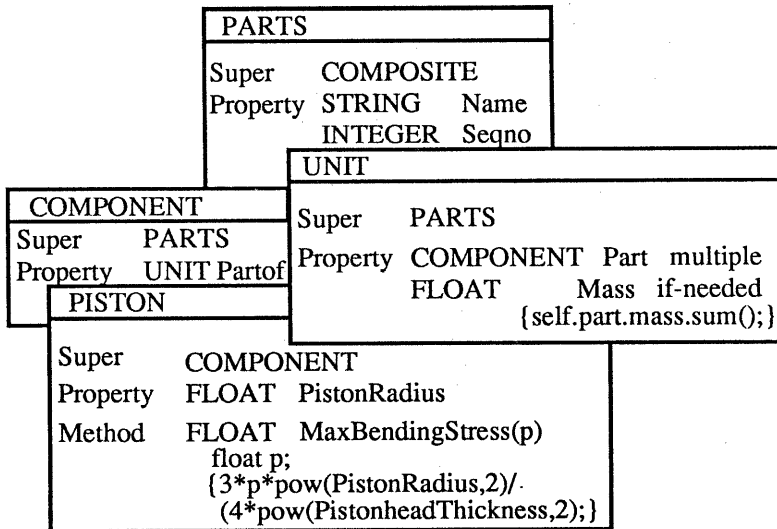 PARTS
Super COMPOSITE
Property STRING Name
INTEGER Seqno
UNIT
Super PARTS
Property COMPONENT Part multiple
FLOAT Mass if-needed
{self.part.mass.sum();}
COMPONENT
Super PARTS
Property UNIT Partof
PISTON
Super COMPONENT
Property FLOAT PistonRadius
Method FLOAT MaxBendingStress(p)
float p;
{3*p*pow(PistonRadius,2)/
(4*pow(PistonheadThickness,2);}